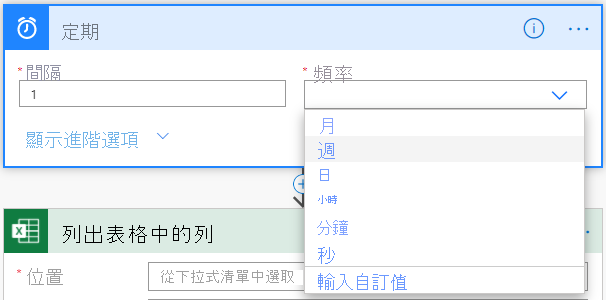 定期
* 間隔
* 頻率
1
顯示進階選項
月
週
日
小時
分鐘
秒
輸入自訂值
列出表格中的列
* 位置
從下拉式清單中選取